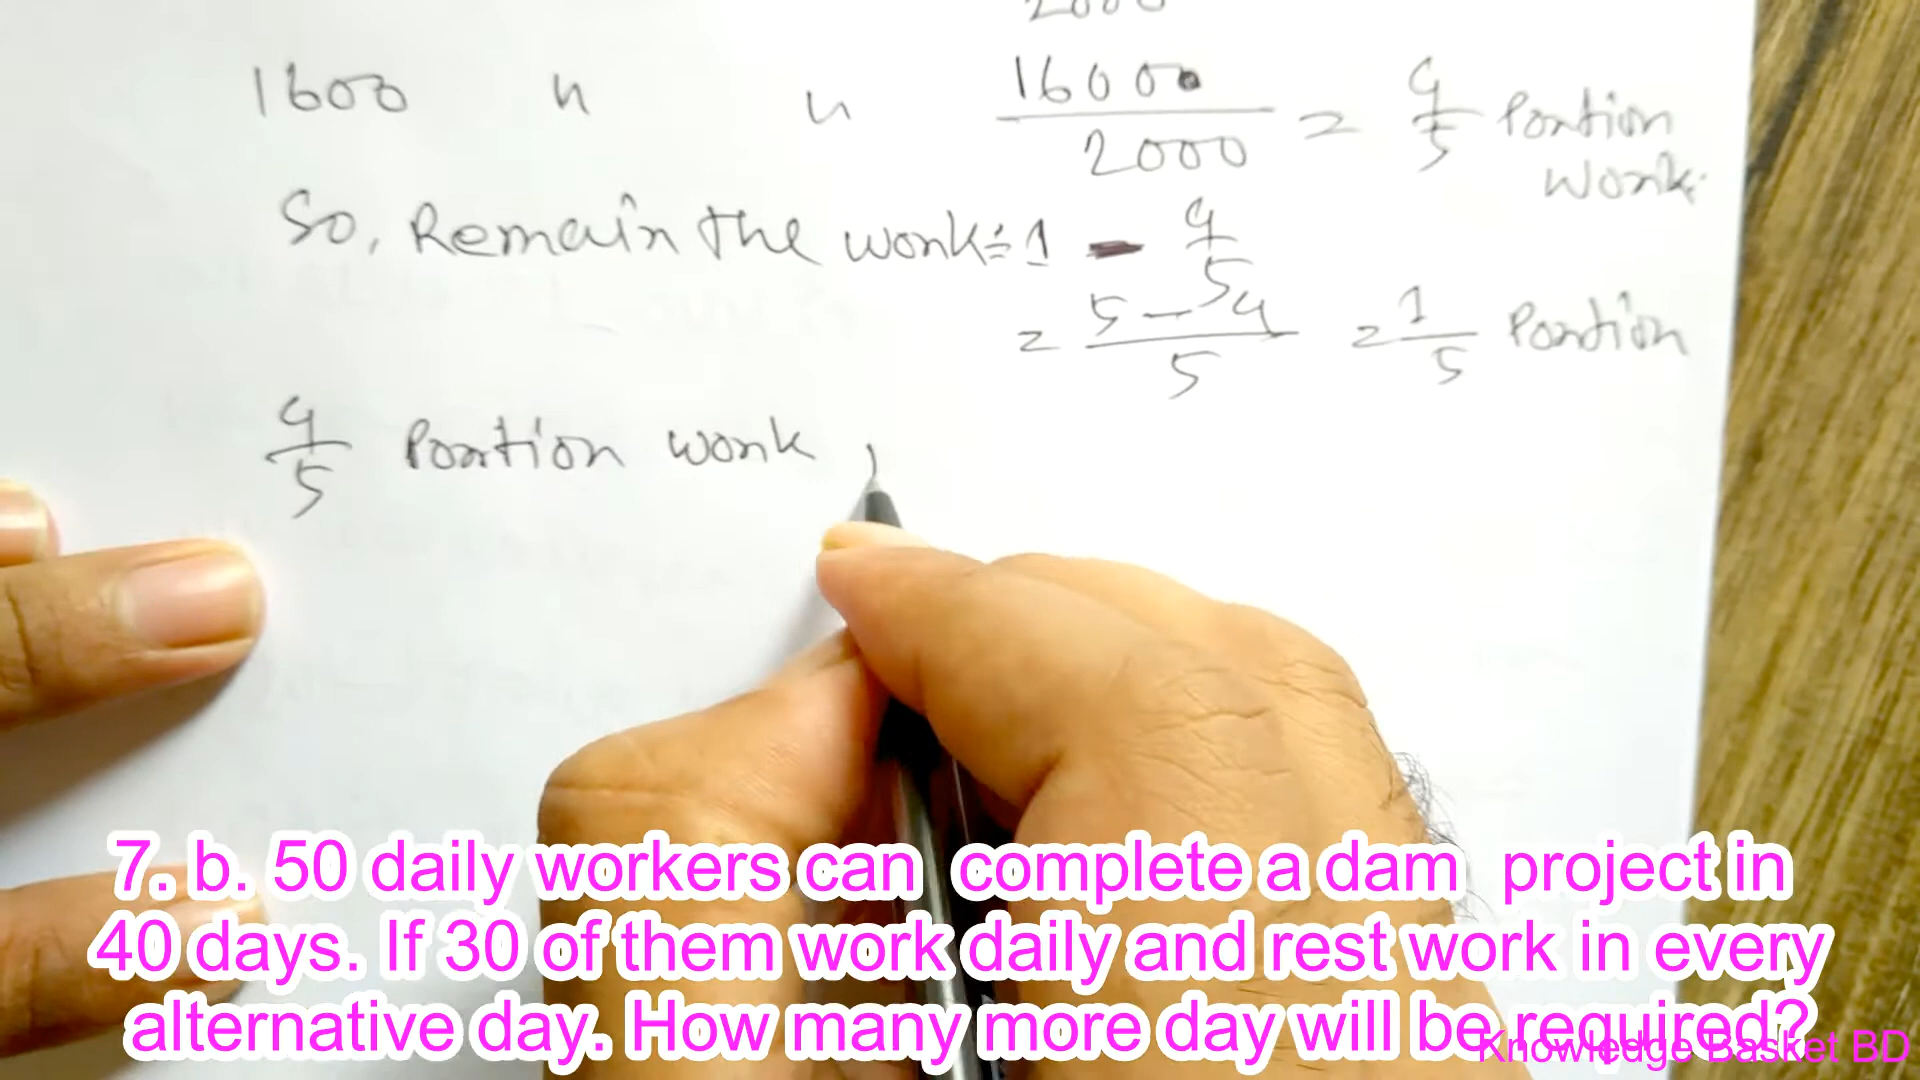 2000
1600 " " 16000/2000 = 4/5 Portion
work.
So, Remain the work = 1 - 4/5
= 5-4/5 = 1/5 Portion
4/5 Portion work
7. b. 50 daily workers can complete a dam project in
40 days. If 30 of them work daily and rest work in every
alternative day. How many more day will be required?
Knowledge Basket BD